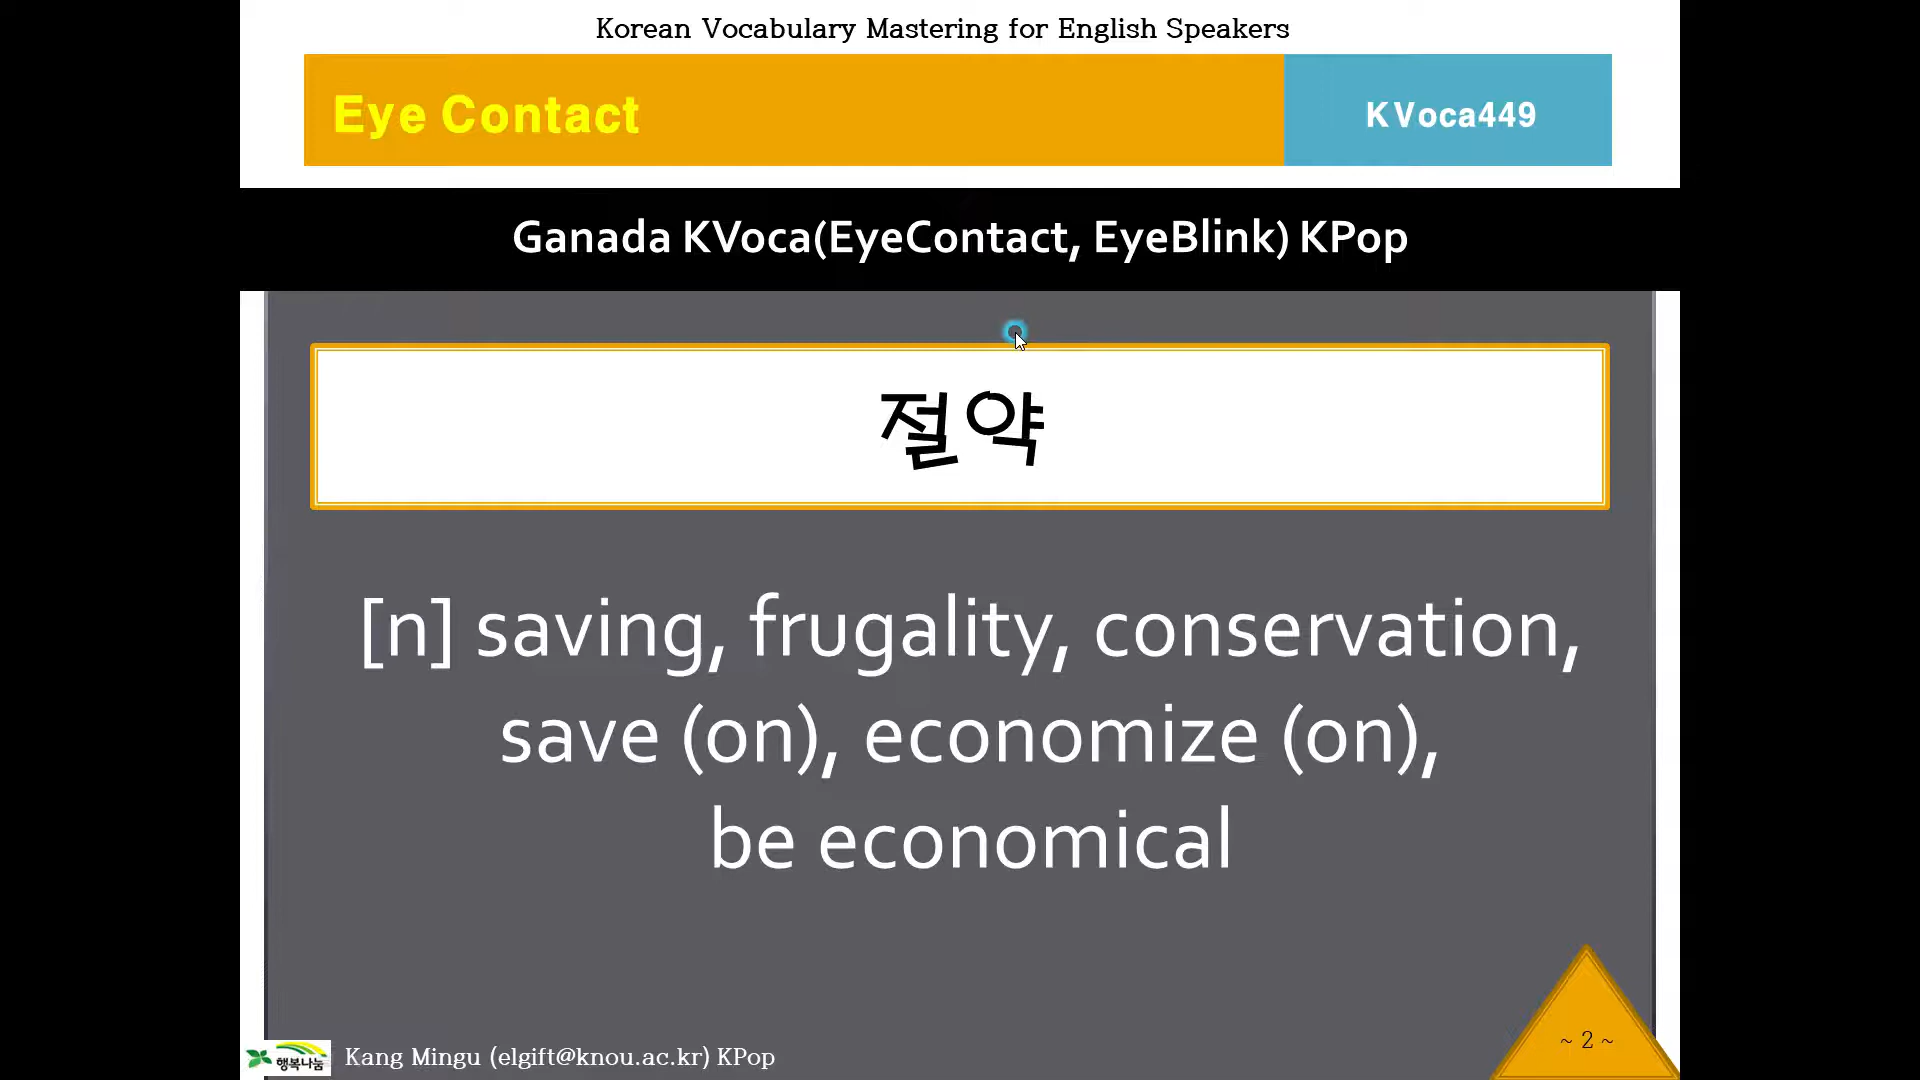 Korean Vocabulary Mastering for English Speakers
Eye Contact
KVoca449
Ganada KVoca(EyeContact, EyeBlink) KPop
절약
[n] saving, frugality, conservation,
save (on), economize (on),
be economical
행복나눔
Kang Mingu (elgift@knou.ac.kr) KPop
~ 2 ~